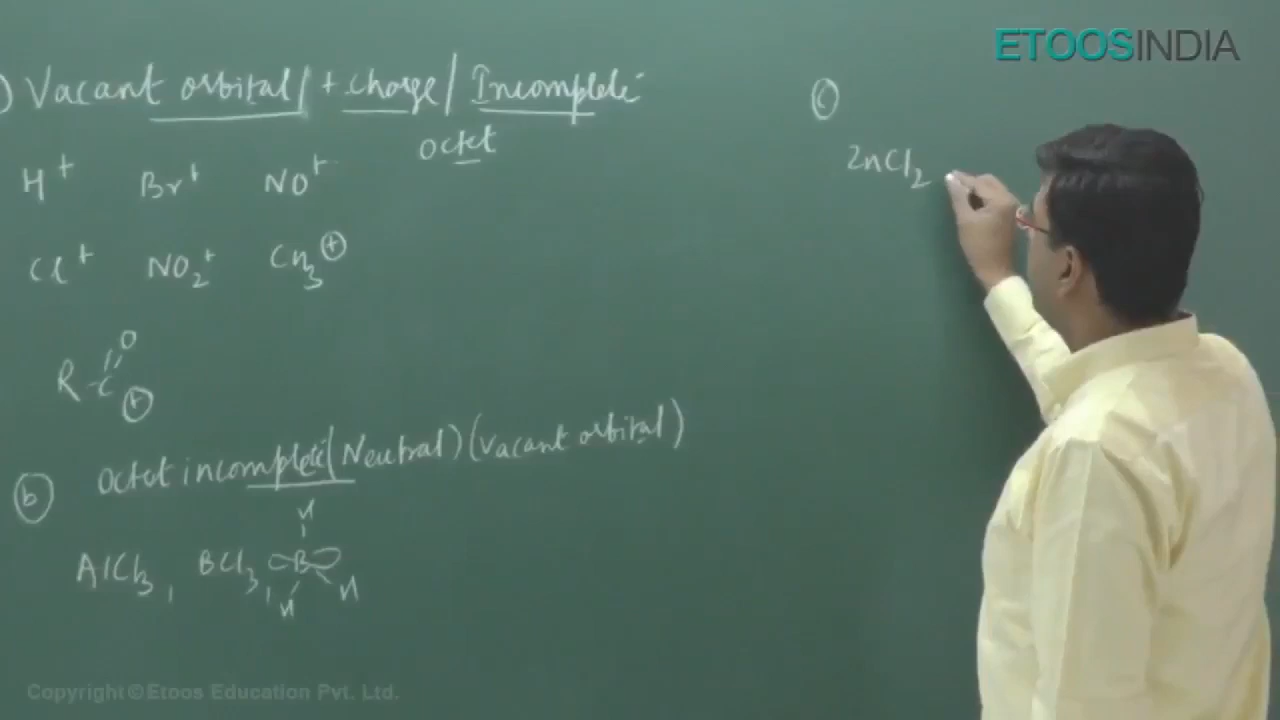 ETOOSINDIA
) Vacant orbital / + charge / Incomplete
octet
H+ Br+ NO+
Cl+ NO2+ CH3⊕
O
R-C
⊕
(b) Octet incomplete (Neutral) (vacant orbital)
H
AlCl3, BCl3, B
H H
(c)
ZnCl2
Copyright © Etoos Education Pvt. Ltd.